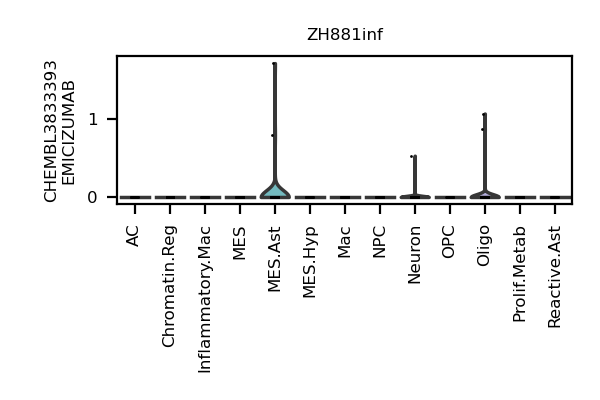 ZH881inf
CHEMBL3833393
EMICIZUMAB
1
0
AC
Chromatin.Reg
Inflammatory.Mac
MES
MES.Ast
MES.Hyp
Mac
NPC
Neuron
OPC
Oligo
Prolif.Metab
Reactive.Ast